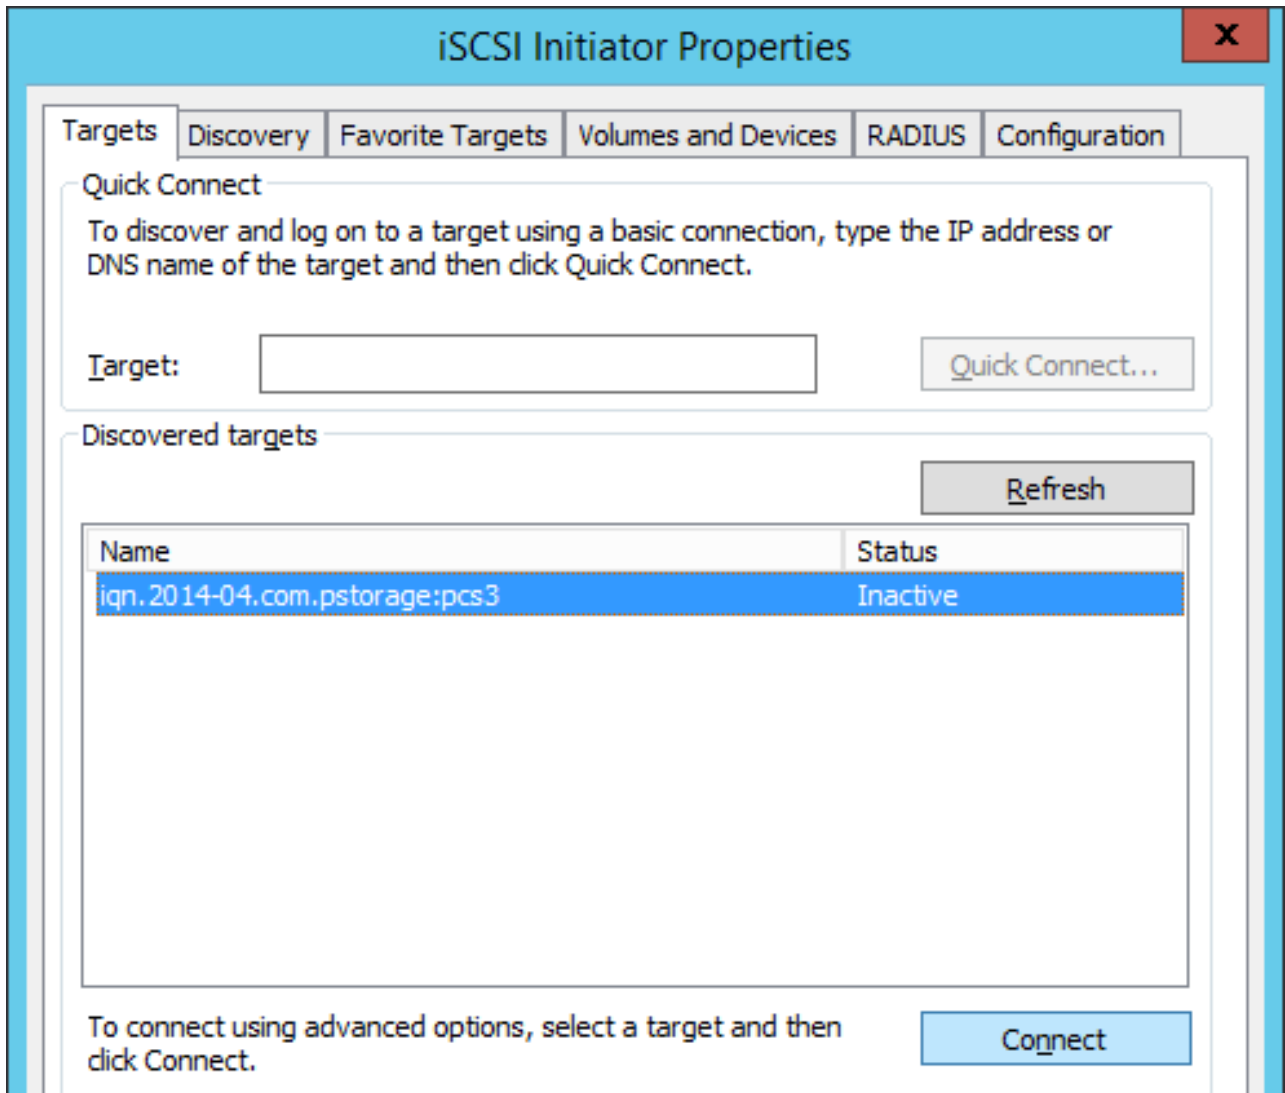 iSCSI Initiator Properties
x
Targets Discovery Favorite Targets Volumes and Devices RADIUS Configuration
Quick Connect
To discover and log on to a target using a basic connection, type the IP address or
DNS name of the target and then click Quick Connect.
Target: Quick Connect...
Discovered targets
Refresh
Name Status
iqn.2014-04.com.pstorage:pcs3 Inactive
To connect using advanced options, select a target and then
click Connect.
Connect